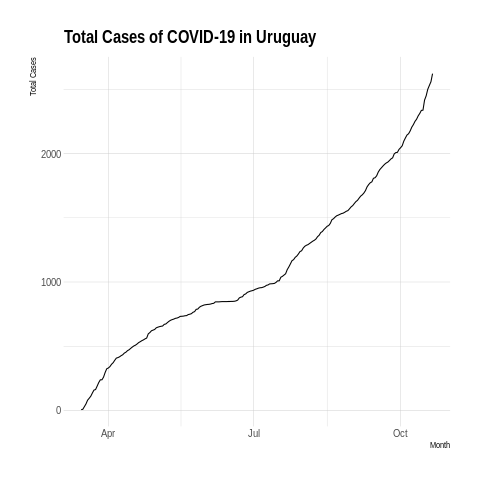 Total Cases of COVID-19 in Uruguay
Total Cases
2000
1000
0
Apr
Jul
Oct
Month